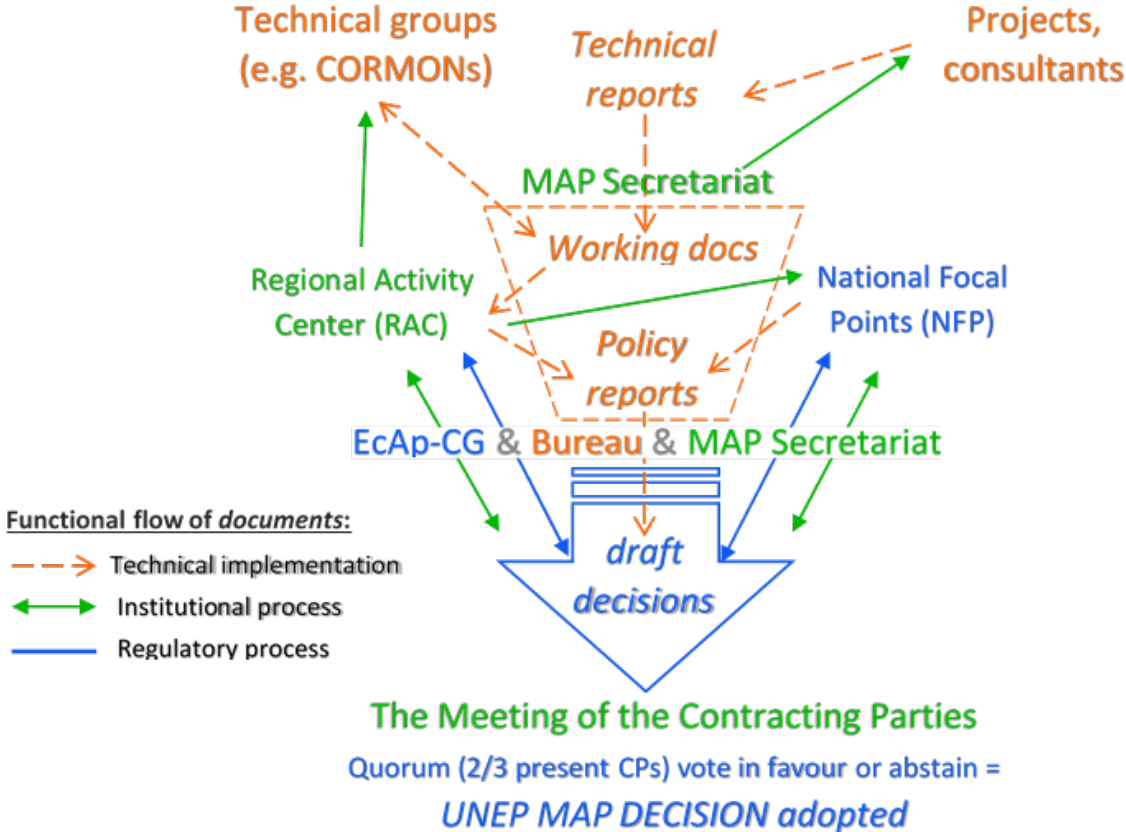 Technical groups
(e.g. CORMONs)
Technical
reports
Projects,
consultants
MAP Secretariat
Working docs
Regional Activity
Center (RAC)
National Focal
Points (NFP)
Policy
reports
EcAp-CG & Bureau & MAP Secretariat
Functional flow of documents:
Technical implementation
Institutional process
Regulatory process
draft
decisions
The Meeting of the Contracting Parties
Quorum (2/3 present CPs) vote in favour or abstain =
UNEP MAP DECISION adopted